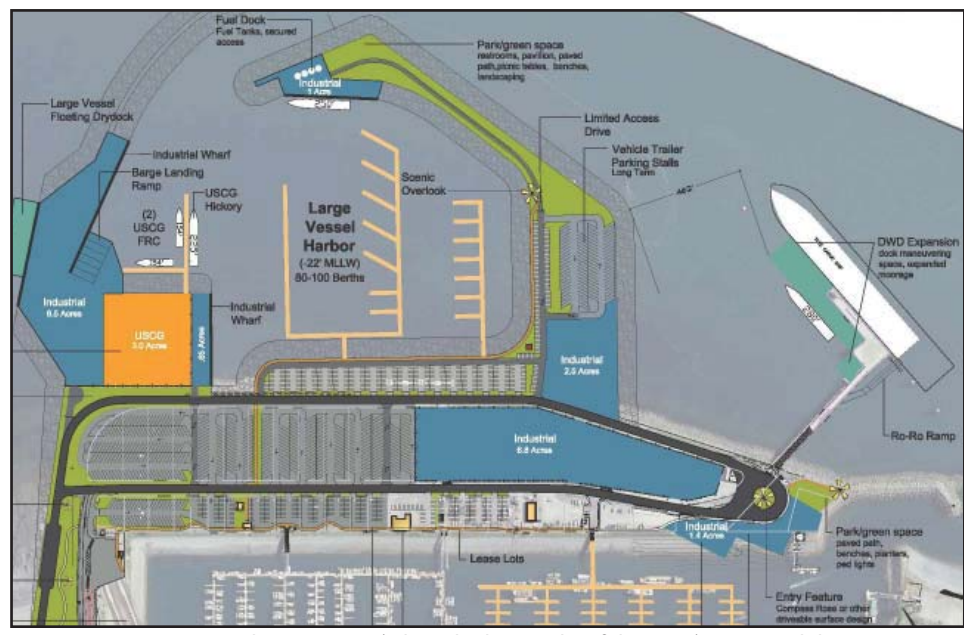 Fuel Dock
Fuel Tanks, secured
access
Park/green space
restrooms, pavilion, paved
path, picnic tables, benches,
landscaping
Industrial
1 Acre
Large Vessel
Floating Drydock
Limited Access
Drive
Industrial Wharf
Vehicle Trailer
Parking Stalls
Long Term
Barge Landing
Ramp
USCG
Hickory
Scenic
Overlook
(2)
USCG
FRC
Large
Vessel
Harbor
(-22' MLLW)
80-100 Berths
DWD Expansion
dock maneuvering
space, expanded
moorage
Industrial
6.5 Acres
USCG
3.0 Acres
.65 Acres
Industrial
Wharf
Industrial
2.5 Acres
Ro-Ro Ramp
Industrial
6.8 Acres
Industrial
1.4 Acres
Park/green space
paved path,
benches, planters,
ped lights
Lease Lots
Entry Feature
Compass Rose or other
driveable surface design